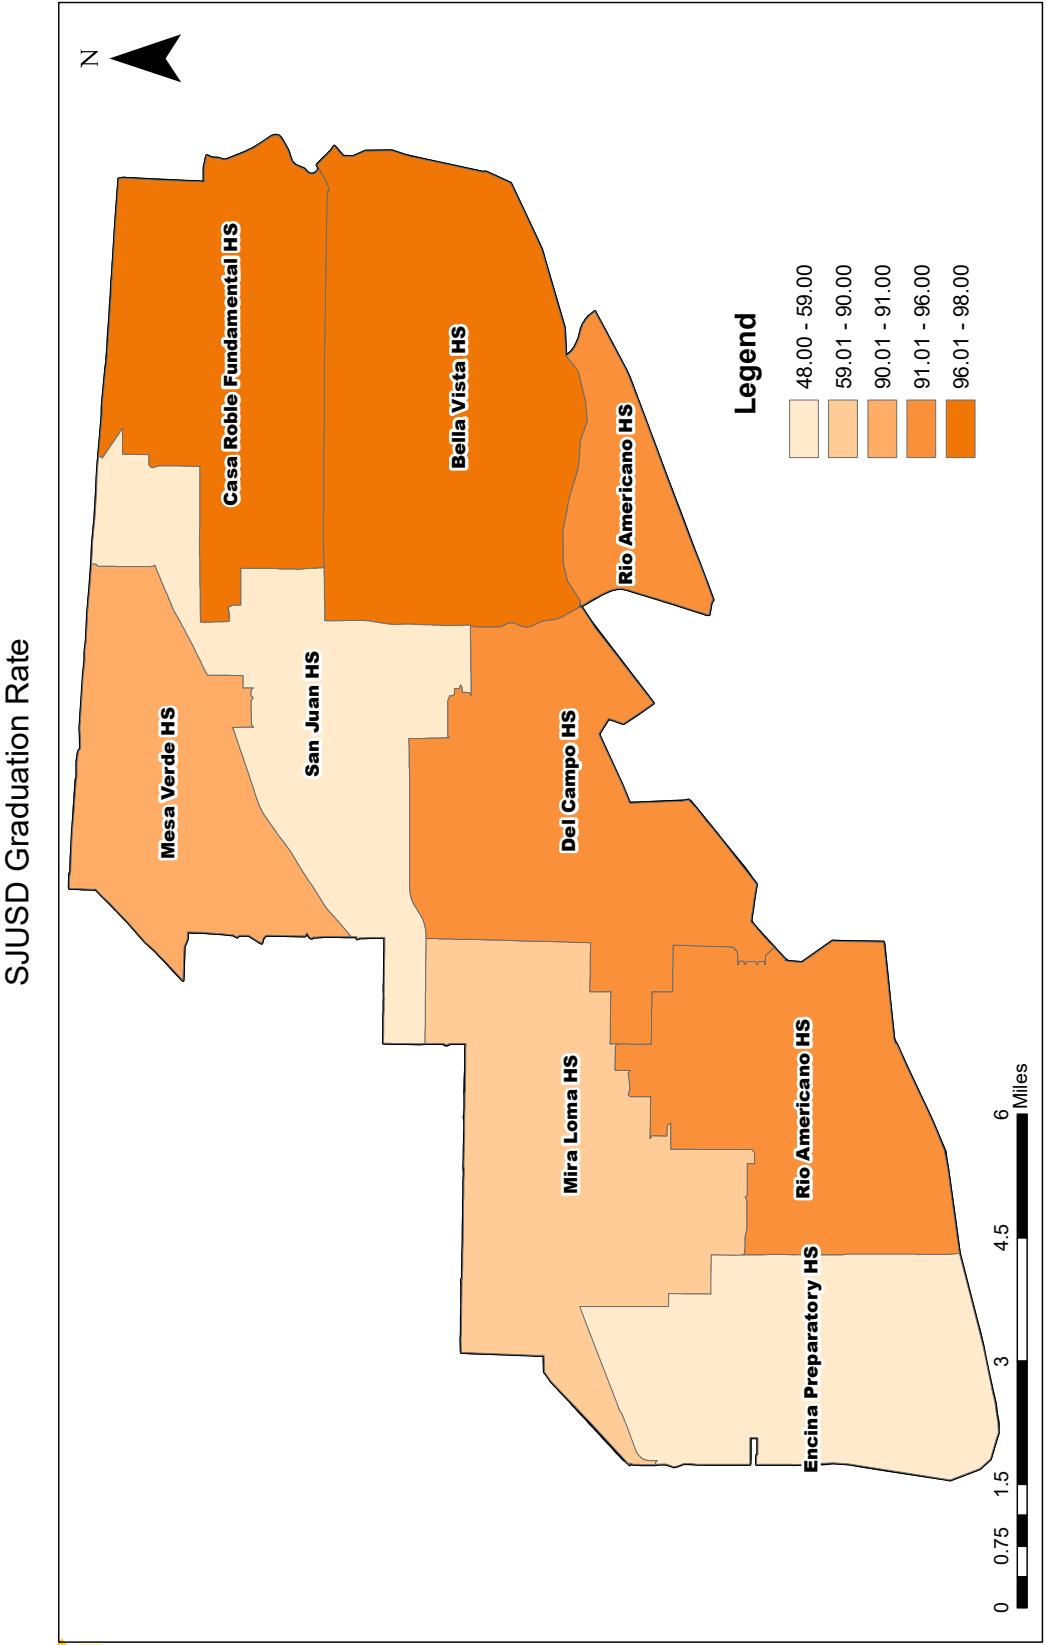 SJUSD Graduation Rate
N
Casa Roble Fundamental HS
Mesa Verde HS
San Juan HS
Bella Vista HS
Rio Americano HS
Del Campo HS
Mira Loma HS
Rio Americano HS
Encina Preparatory HS
Legend
48.00 - 59.00
59.01 - 90.00
90.01 - 91.00
91.01 - 96.00
96.01 - 98.00
0 0.75 1.5 3 4.5 6
Miles